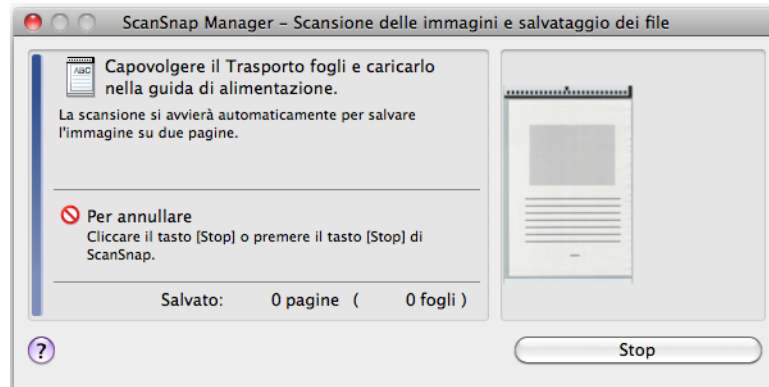 ScanSnap Manager – Scansione delle immagini e salvataggio dei file
ABC
Capovolgere il Trasporto fogli e caricarlo
nella guida di alimentazione.
La scansione si avvierà automaticamente per salvare
l'immagine su due pagine.
Per annullare
Cliccare il tasto [Stop] o premere il tasto [Stop] di
ScanSnap.
Salvato: 0 pagine ( 0 fogli )
?
Stop